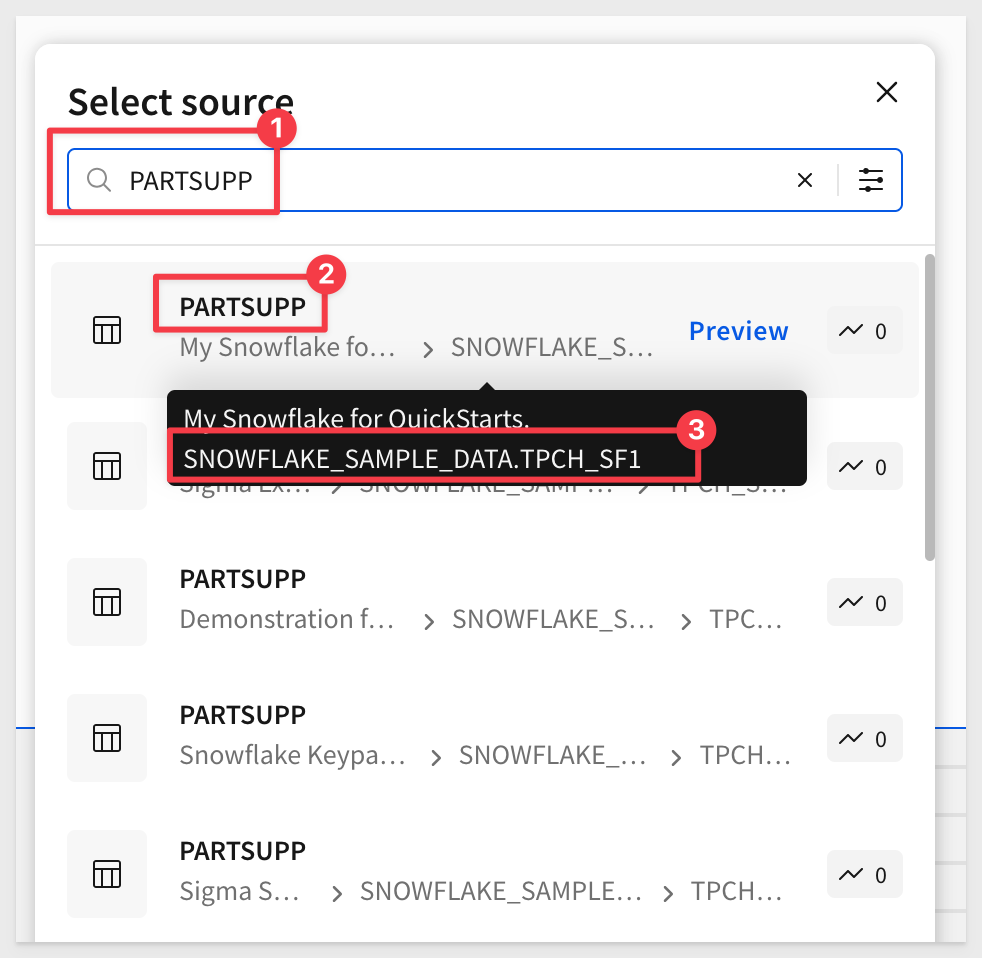 Select source
1
PARTSUPP
2
PARTSUPP
My Snowflake fo... > SNOWFLAKE_S...
Preview
0
My Snowflake for QuickStarts.
3
SNOWFLAKE_SAMPLE_DATA.TPCH_SF1
Sigma Ex... > SNOWFLAKE_SAMP... > TPCH_S...
0
PARTSUPP
Demonstration f... > SNOWFLAKE_S... > TPC...
0
PARTSUPP
Snowflake Keypa... > SNOWFLAKE_... > TPCH...
0
PARTSUPP
Sigma S... > SNOWFLAKE_SAMPLE... > TPCH...
0